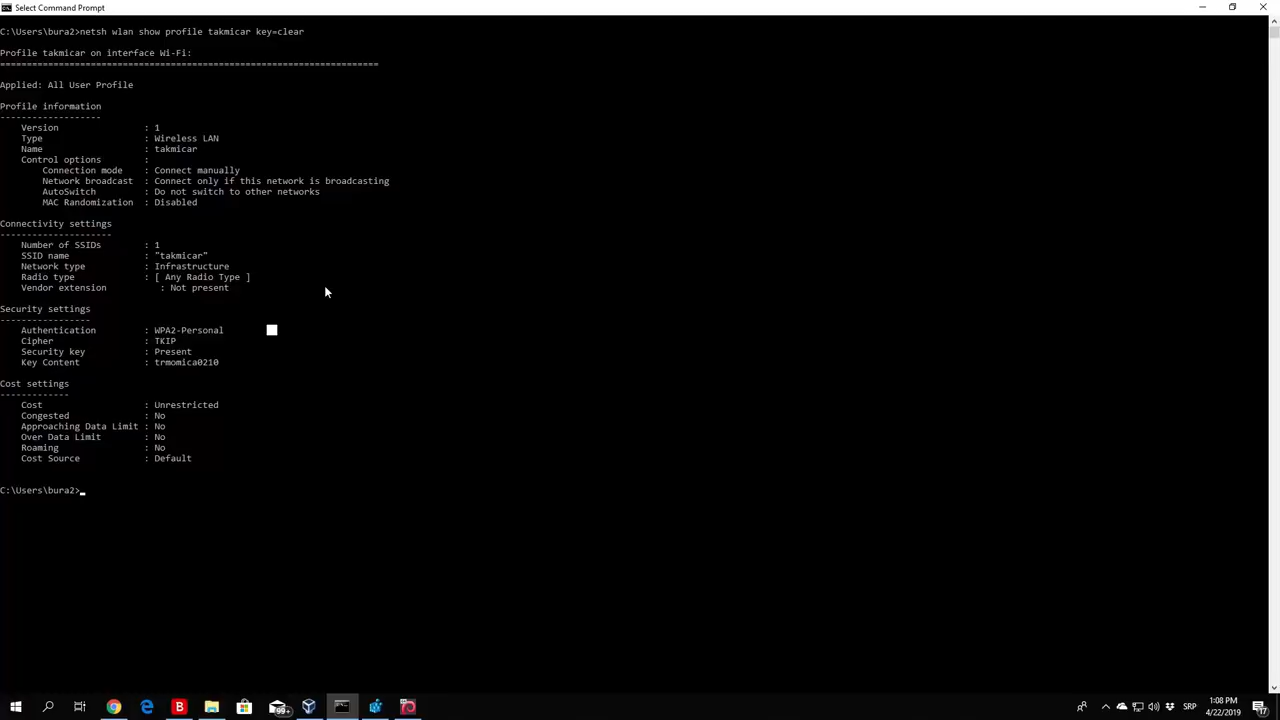 Select Command Prompt
C:\Users\bura2>netsh wlan show profile takmicar key=clear
Profile takmicar on interface Wi-Fi:
=======================================================================
Applied: All User Profile
Profile information
-------------------
Version : 1
Type : Wireless LAN
Name : takmicar
Control options :
Connection mode : Connect manually
Network broadcast : Connect only if this network is broadcasting
AutoSwitch : Do not switch to other networks
MAC Randomization : Disabled
Connectivity settings
---------------------
Number of SSIDs : 1
SSID name : "takmicar"
Network type : Infrastructure
Radio type : [ Any Radio Type ]
Vendor extension : Not present
Security settings
-----------------
Authentication : WPA2-Personal
Cipher : TKIP
Security key : Present
Key Content : trmomica0210
Cost settings
-------------
Cost : Unrestricted
Congested : No
Approaching Data Limit : No
Over Data Limit : No
Roaming : No
Cost Source : Default
C:\Users\bura2>
99+
SRP
1:08 PM
4/22/2019
17